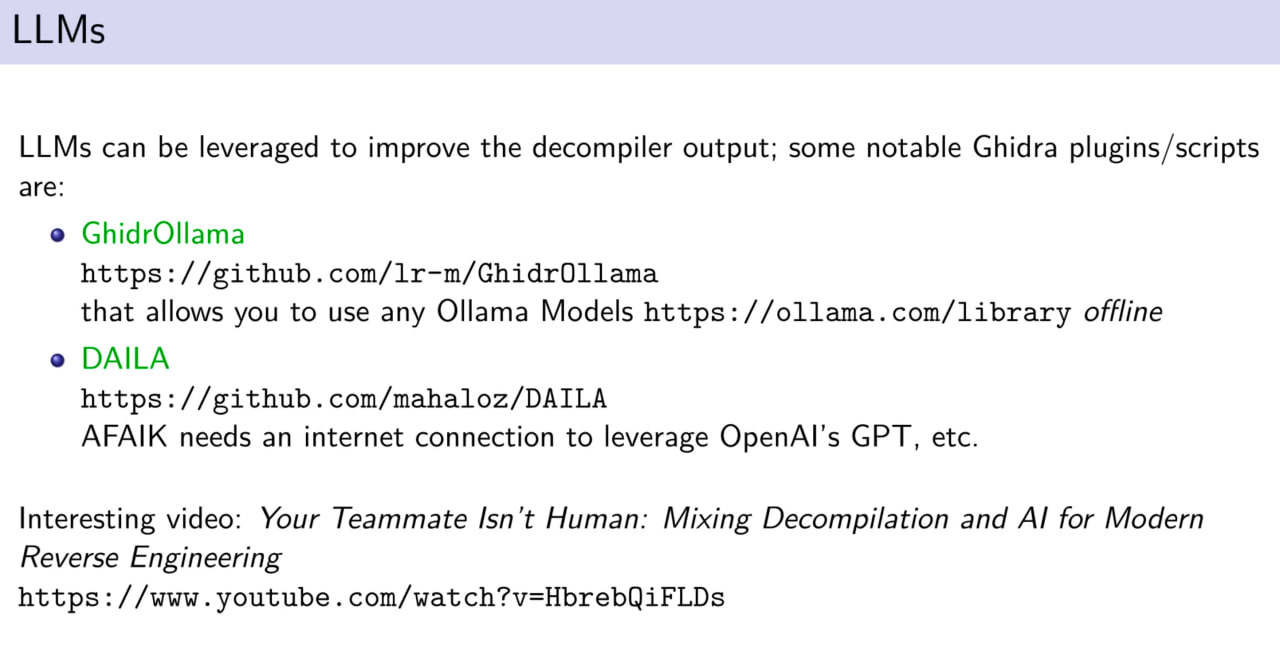 LLMs
LLMs can be leveraged to improve the decompiler output; some notable Ghidra plugins/scripts
are:
GhidrOllama
https://github.com/lr-m/GhidrOllama
that allows you to use any Ollama Models https://ollama.com/library offline
DAILA
https://github.com/mahaloz/DAILA
AFAIK needs an internet connection to leverage OpenAI's GPT, etc.
Interesting video: Your Teammate Isn't Human: Mixing Decompilation and AI for Modern
Reverse Engineering
https://www.youtube.com/watch?v=HbrebQiFLDs